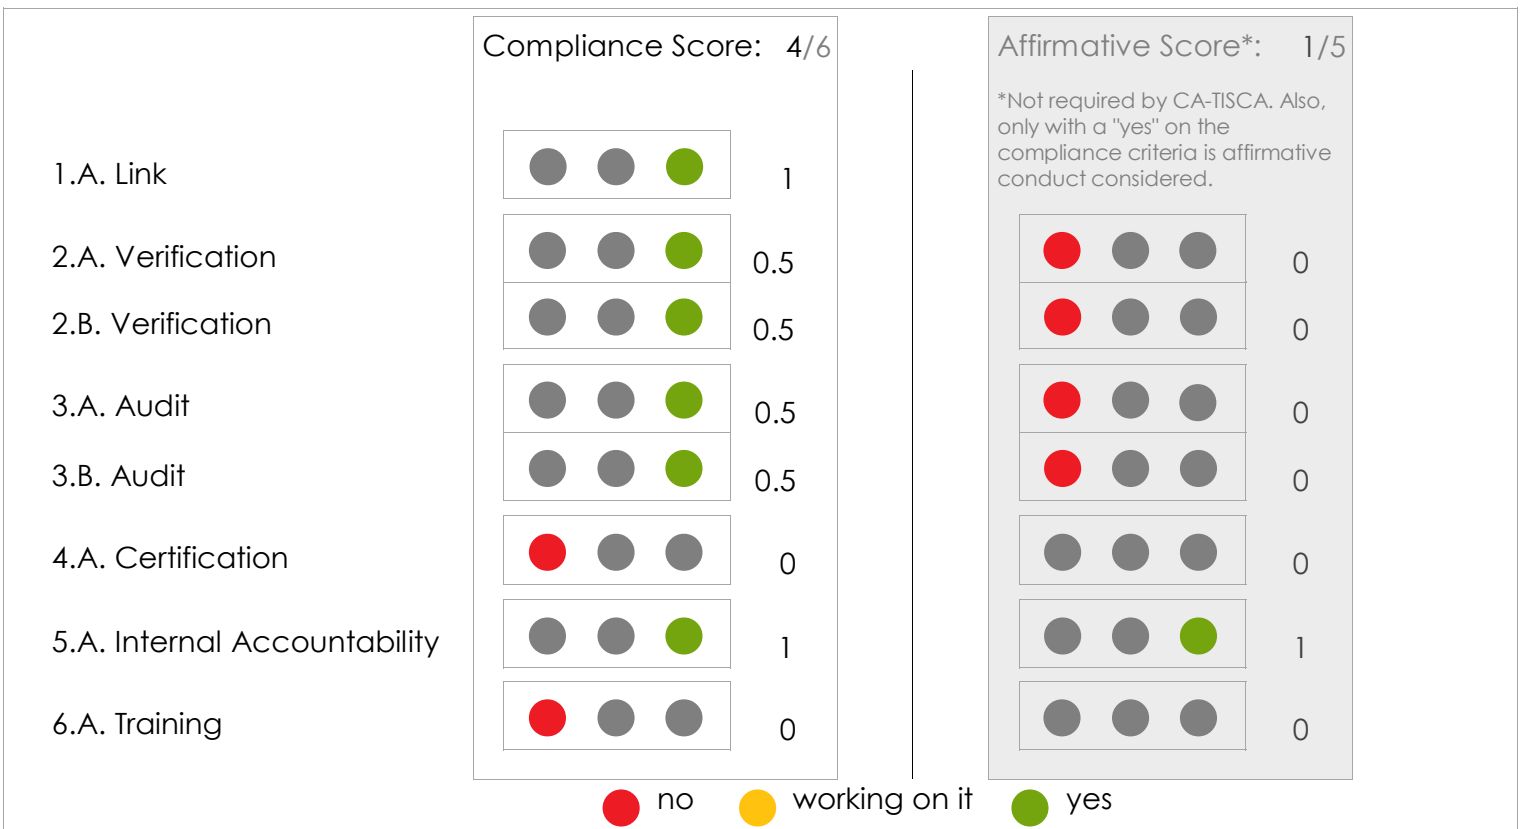 Compliance Score: 4/6
Affirmative Score*: 1/5
*Not required by CA-TISCA. Also,
only with a "yes" on the
compliance criteria is affirmative
conduct considered.
1.A. Link 1
2.A. Verification 0.5 0
2.B. Verification 0.5 0
3.A. Audit 0.5 0
3.B. Audit 0.5 0
4.A. Certification 0 0
5.A. Internal Accountability 1 1
6.A. Training 0 0
no working on it yes